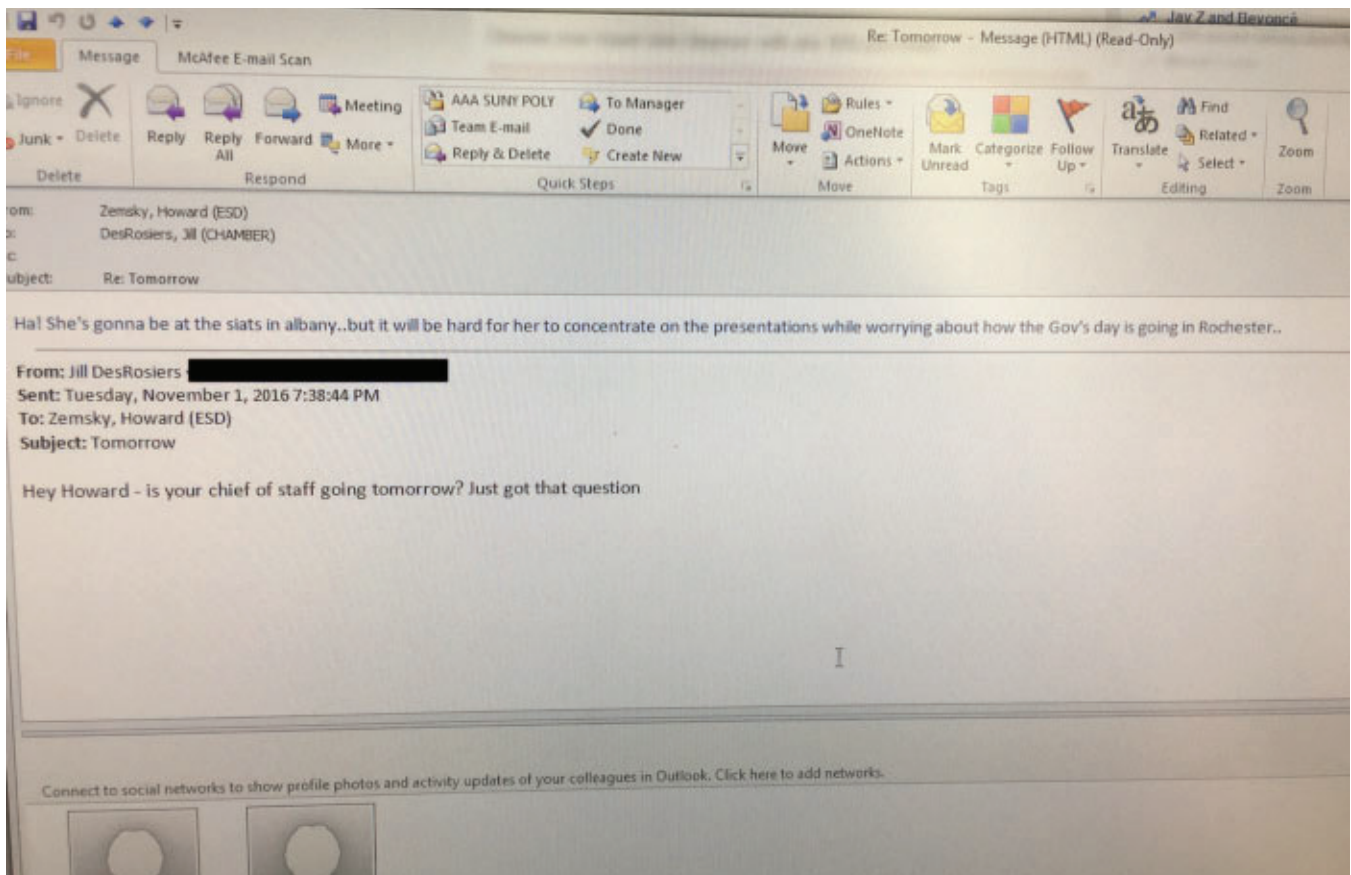 Jay Z and Beyoncé
Re: Tomorrow - Message (HTML) (Read-Only)
File Message McAfee E-mail Scan
Ignore
Junk
Delete
Delete
Reply
Reply All
Forward
Meeting
More
Respond
AAA SUNY POLY
Team E-mail
Reply & Delete
To Manager
Done
Create New
Quick Steps
Move
Rules
OneNote
Actions
Move
Mark Unread
Categorize
Follow Up
Tags
Translate
Find
Related
Select
Editing
Zoom
Zoom
om: Zemsky, Howard (ESD)
o: DesRosiers, Jill (CHAMBER)
c
ubject: Re: Tomorrow
Ha! She's gonna be at the siats in albany..but it will be hard for her to concentrate on the presentations while worrying about how the Gov's day is going in Rochester..
From: Jill DesRosiers
Sent: Tuesday, November 1, 2016 7:38:44 PM
To: Zemsky, Howard (ESD)
Subject: Tomorrow
Hey Howard - is your chief of staff going tomorrow? Just got that question
Connect to social networks to show profile photos and activity updates of your colleagues in Outlook. Click here to add networks.